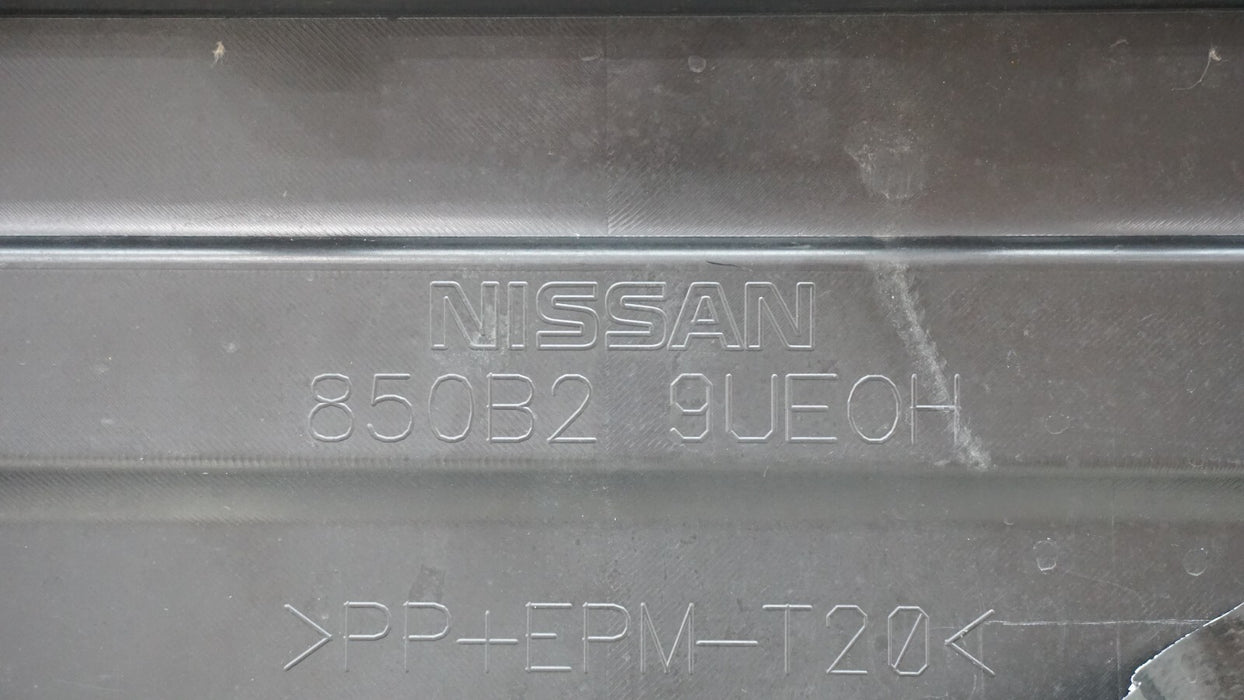 NISSAN
850B2 9UE0H
>PP+EPM-T20<